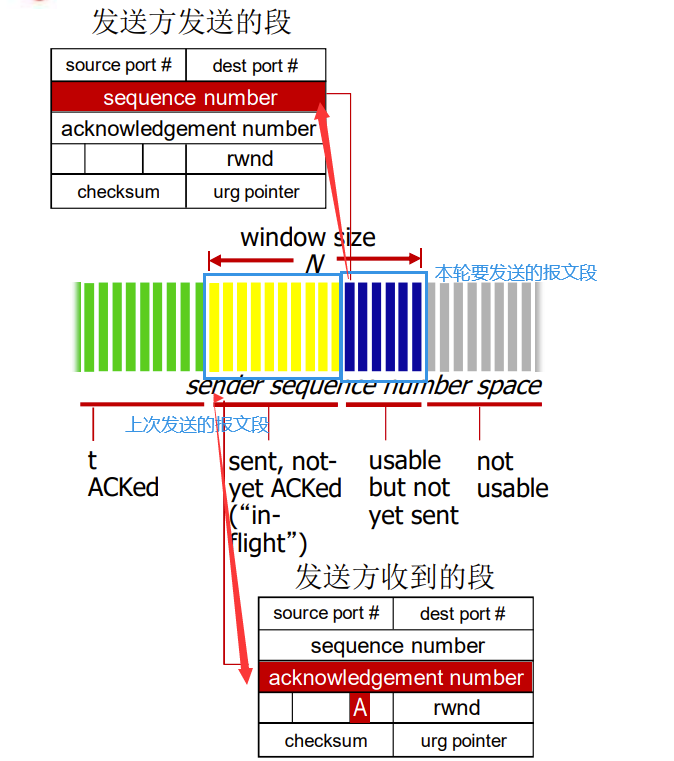 发送方发送的段
source port # dest port #
sequence number
acknowledgement number
rwnd
checksum urg pointer
window size
N
本轮要发送的报文段
sender sequence number space
上次发送的报文段
t
ACKed
sent, not-
yet ACKed
(“in-
flight”)
usable
but not
yet sent
not
usable
发送方收到的段
source port # dest port #
sequence number
acknowledgement number
A rwnd
checksum urg pointer